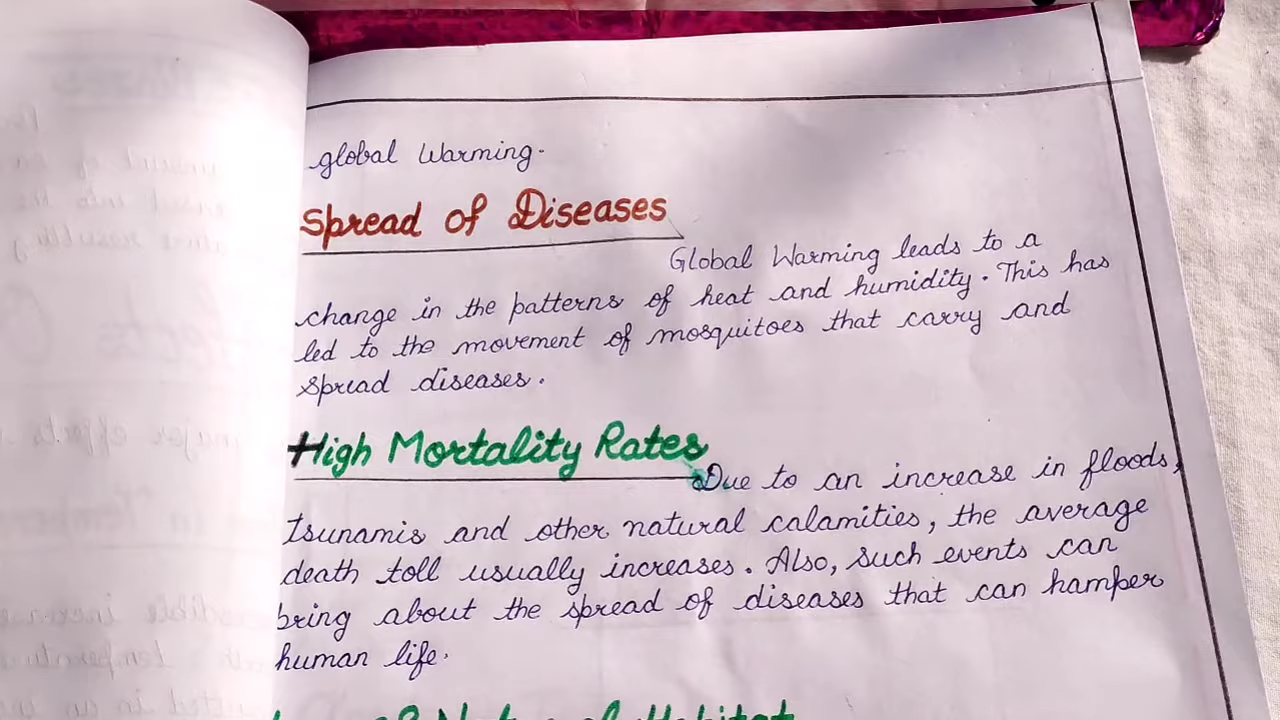 global Warming.
Spread of Diseases
Global Warming leads to a
change in the patterns of heat and humidity. This has
led to the movement of mosquitoes that carry and
spread diseases.
High Mortality Rates
Due to an increase in floods,
tsunamis and other natural calamities, the average
death toll usually increases. Also, such events can
bring about the spread of diseases that can hamper
human life.
of Natural Habitat